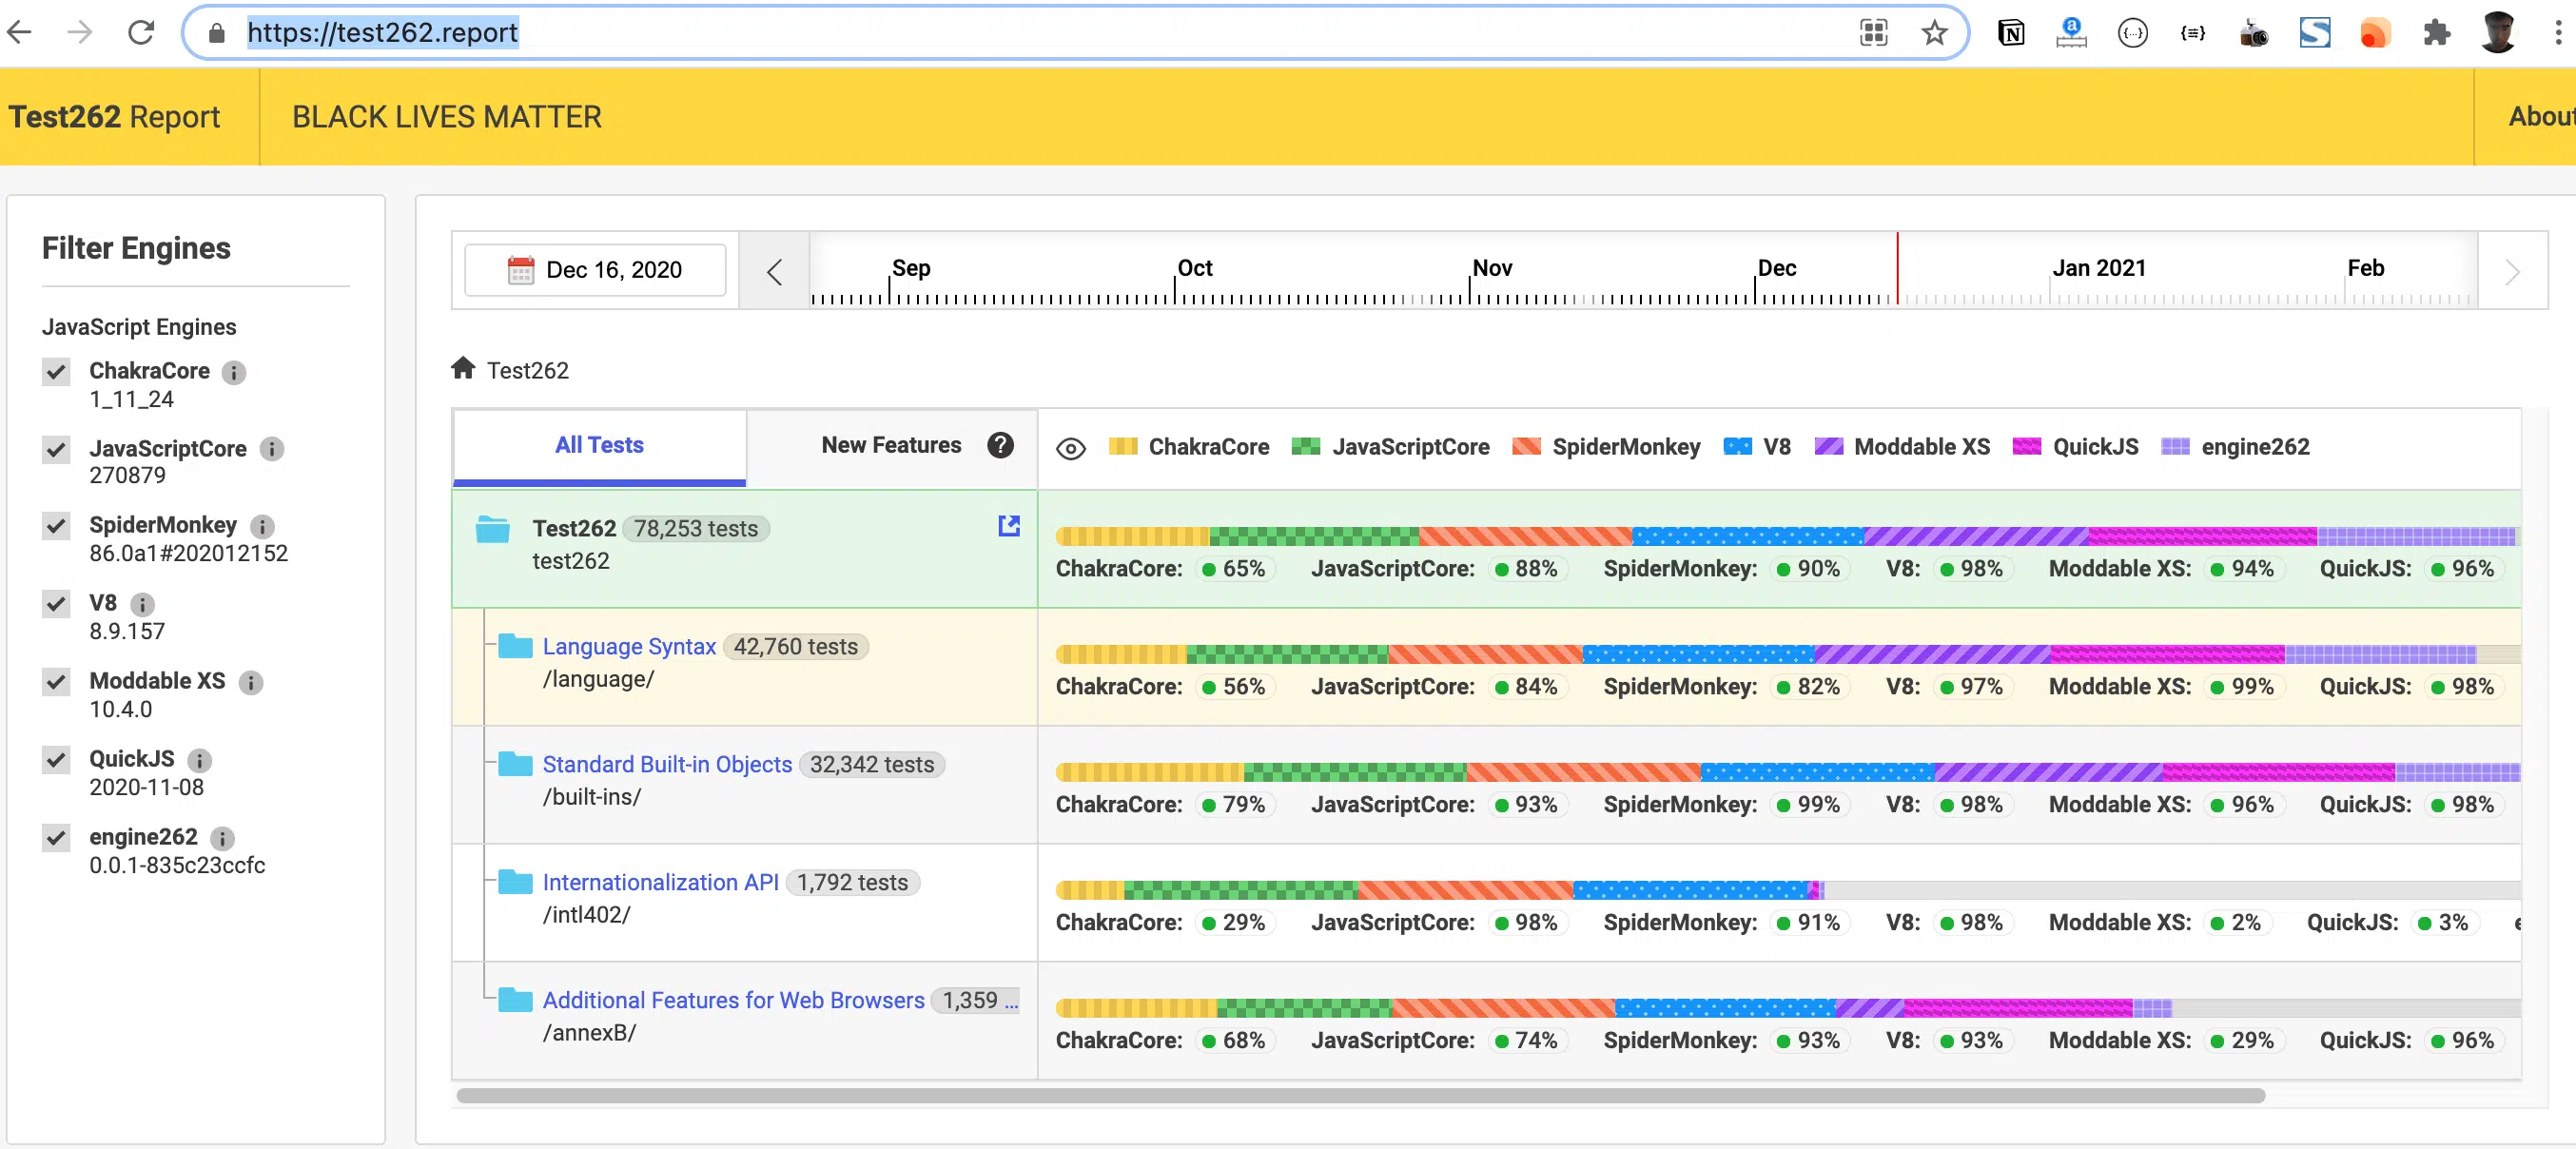 https://test262.report
Test262 Report
BLACK LIVES MATTER
About
Filter Engines
JavaScript Engines
ChakraCore
1_11_24
JavaScriptCore
270879
SpiderMonkey
86.0a1#202012152
V8
8.9.157
Moddable XS
10.4.0
QuickJS
2020-11-08
engine262
0.0.1-835c23ccfc
Dec 16, 2020
Sep Oct Nov Dec Jan 2021 Feb
Test262
All Tests New Features ?
ChakraCore JavaScriptCore SpiderMonkey V8 Moddable XS QuickJS engine262
Test262 78,253 tests
test262
ChakraCore: 65% JavaScriptCore: 88% SpiderMonkey: 90% V8: 98% Moddable XS: 94% QuickJS: 96%
Language Syntax 42,760 tests
/language/
ChakraCore: 56% JavaScriptCore: 84% SpiderMonkey: 82% V8: 97% Moddable XS: 99% QuickJS: 98%
Standard Built-in Objects 32,342 tests
/built-ins/
ChakraCore: 79% JavaScriptCore: 93% SpiderMonkey: 99% V8: 98% Moddable XS: 96% QuickJS: 98%
Internationalization API 1,792 tests
/intl402/
ChakraCore: 29% JavaScriptCore: 98% SpiderMonkey: 91% V8: 98% Moddable XS: 2% QuickJS: 3%
Additional Features for Web Browsers 1,359 ...
/annexB/
ChakraCore: 68% JavaScriptCore: 74% SpiderMonkey: 93% V8: 93% Moddable XS: 29% QuickJS: 96%